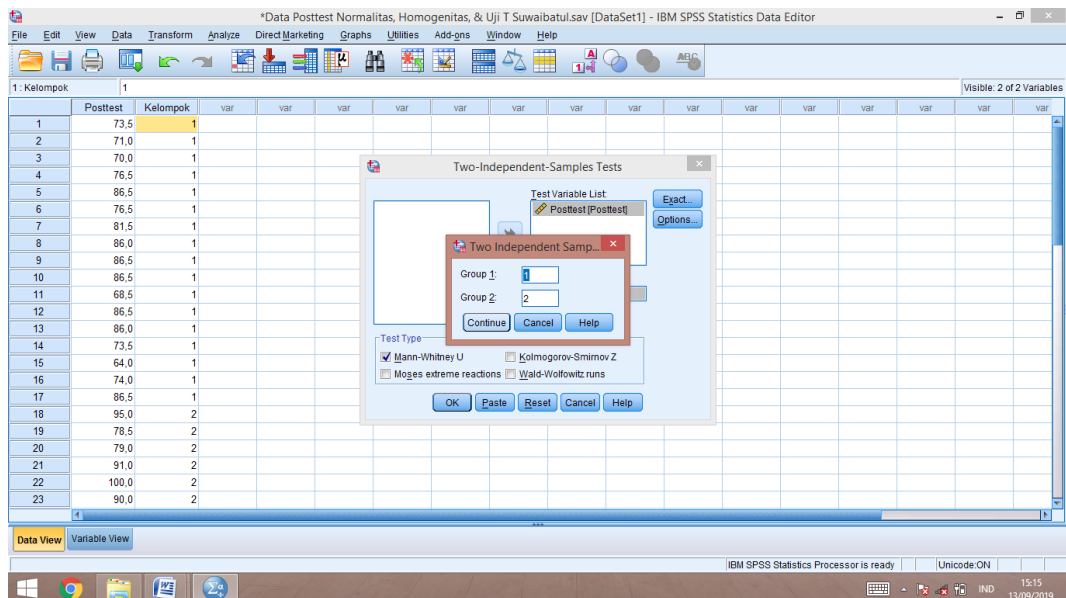 *Data Posttest Normalitas, Homogenitas, & Uji T Suwaibatul.sav [DataSet1] - IBM SPSS Statistics Data Editor
File Edit View Data Transform Analyze Direct Marketing Graphs Utilities Add-ons Window Help
1 : Kelompok 1 Visible: 2 of 2 Variables
Posttest Kelompok var var var var var var var var var var var var var var var
1 73,5 1
2 71,0 1
3 70,0 1
4 76,5 1
5 86,5 1
6 76,5 1
7 81,5 1
8 86,0 1
9 86,5 1
10 86,5 1
11 68,5 1
12 86,5 1
13 86,0 1
14 73,5 1
15 64,0 1
16 74,0 1
17 86,5 1
18 95,0 2
19 78,5 2
20 79,0 2
21 91,0 2
22 100,0 2
23 90,0 2
Two-Independent-Samples Tests
Test Variable List:
Posttest [Posttest]
Exact...
Options...
Two Independent Samp...
Group 1: 1
Group 2: 2
Continue Cancel Help
Test Type
Mann-Whitney U Kolmogorov-Smirnov Z
Moses extreme reactions Wald-Wolfowitz runs
OK Paste Reset Cancel Help
Data View Variable View
IBM SPSS Statistics Processor is ready Unicode:ON
IND 15:15
13/09/2019